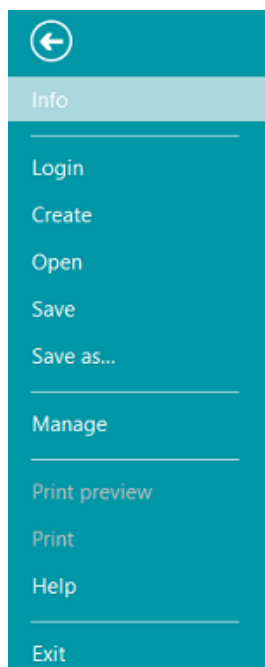 Info
Login
Create
Open
Save
Save as...
Manage
Print preview
Print
Help
Exit